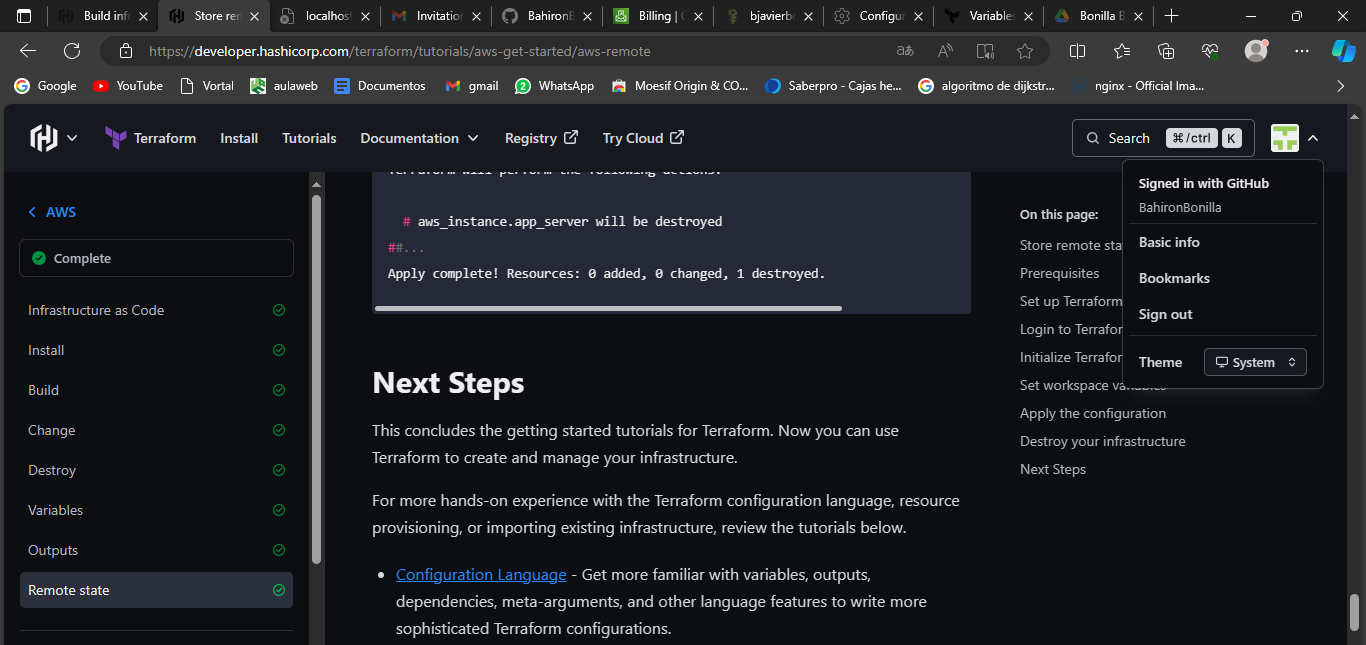 Build infr
Store rem
localhost
Invitation
BahironB
Billing | C
bjavierbo
Configur
Variables
Bonilla B
https://developer.hashicorp.com/terraform/tutorials/aws-get-started/aws-remote
Google
YouTube
Vortal
aulaweb
Documentos
gmail
WhatsApp
Moesif Origin & CO...
Saberpro - Cajas he...
algoritmo de dijkstr...
nginx - Official Ima...
Terraform
Install
Tutorials
Documentation
Registry
Try Cloud
Search
⌘/ctrl
K
Signed in with GitHub
BahironBonilla
Basic info
Bookmarks
Sign out
Theme
System
AWS
Complete
Infrastructure as Code
Install
Build
Change
Destroy
Variables
Outputs
Remote state
Terraform will perform the following actions:
# aws_instance.app_server will be destroyed
##...
Apply complete! Resources: 0 added, 0 changed, 1 destroyed.
Next Steps
This concludes the getting started tutorials for Terraform. Now you can use
Terraform to create and manage your infrastructure.
For more hands-on experience with the Terraform configuration language, resource
provisioning, or importing existing infrastructure, review the tutorials below.
• Configuration Language - Get more familiar with variables, outputs,
dependencies, meta-arguments, and other language features to write more
sophisticated Terraform configurations.
On this page:
Store remote sta
Prerequisites
Set up Terraform
Login to Terrafor
Initialize Terrafor
Set workspace variables
Apply the configuration
Destroy your infrastructure
Next Steps